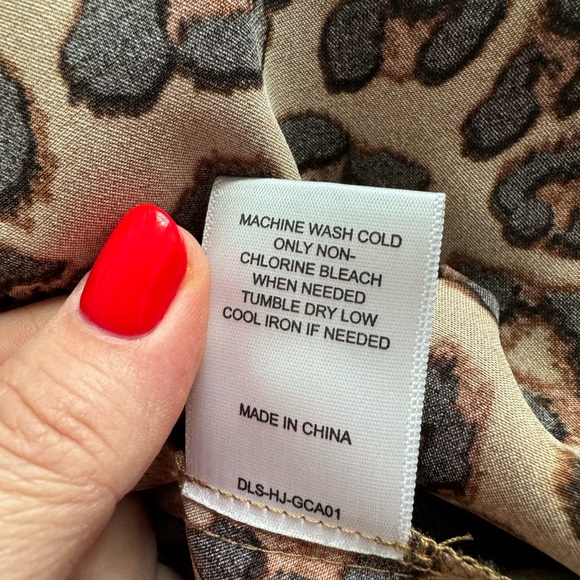 MACHINE WASH COLD
ONLY NON-
CHLORINE BLEACH
WHEN NEEDED
TUMBLE DRY LOW
COOL IRON IF NEEDED
MADE IN CHINA
DLS-HJ-GCA01